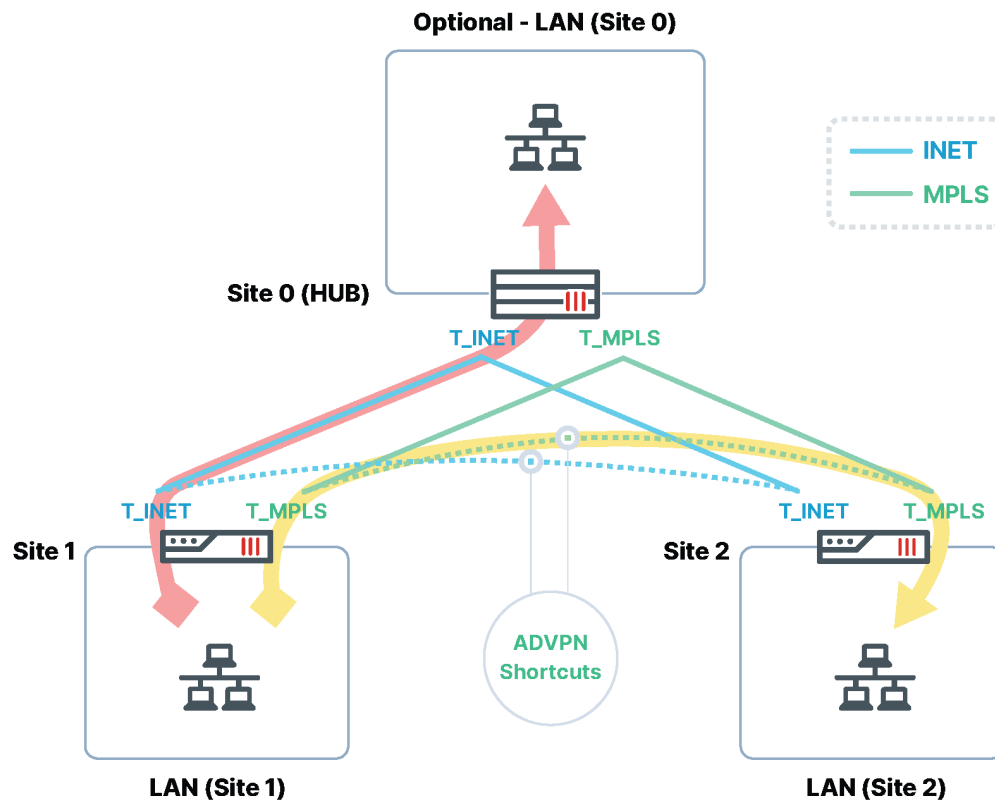 Optional - LAN (Site 0)
INET
MPLS
Site 0 (HUB)
T_INET
T_MPLS
T_INET
T_MPLS
T_INET
T_MPLS
Site 1
Site 2
ADVPN
Shortcuts
LAN (Site 1)
LAN (Site 2)